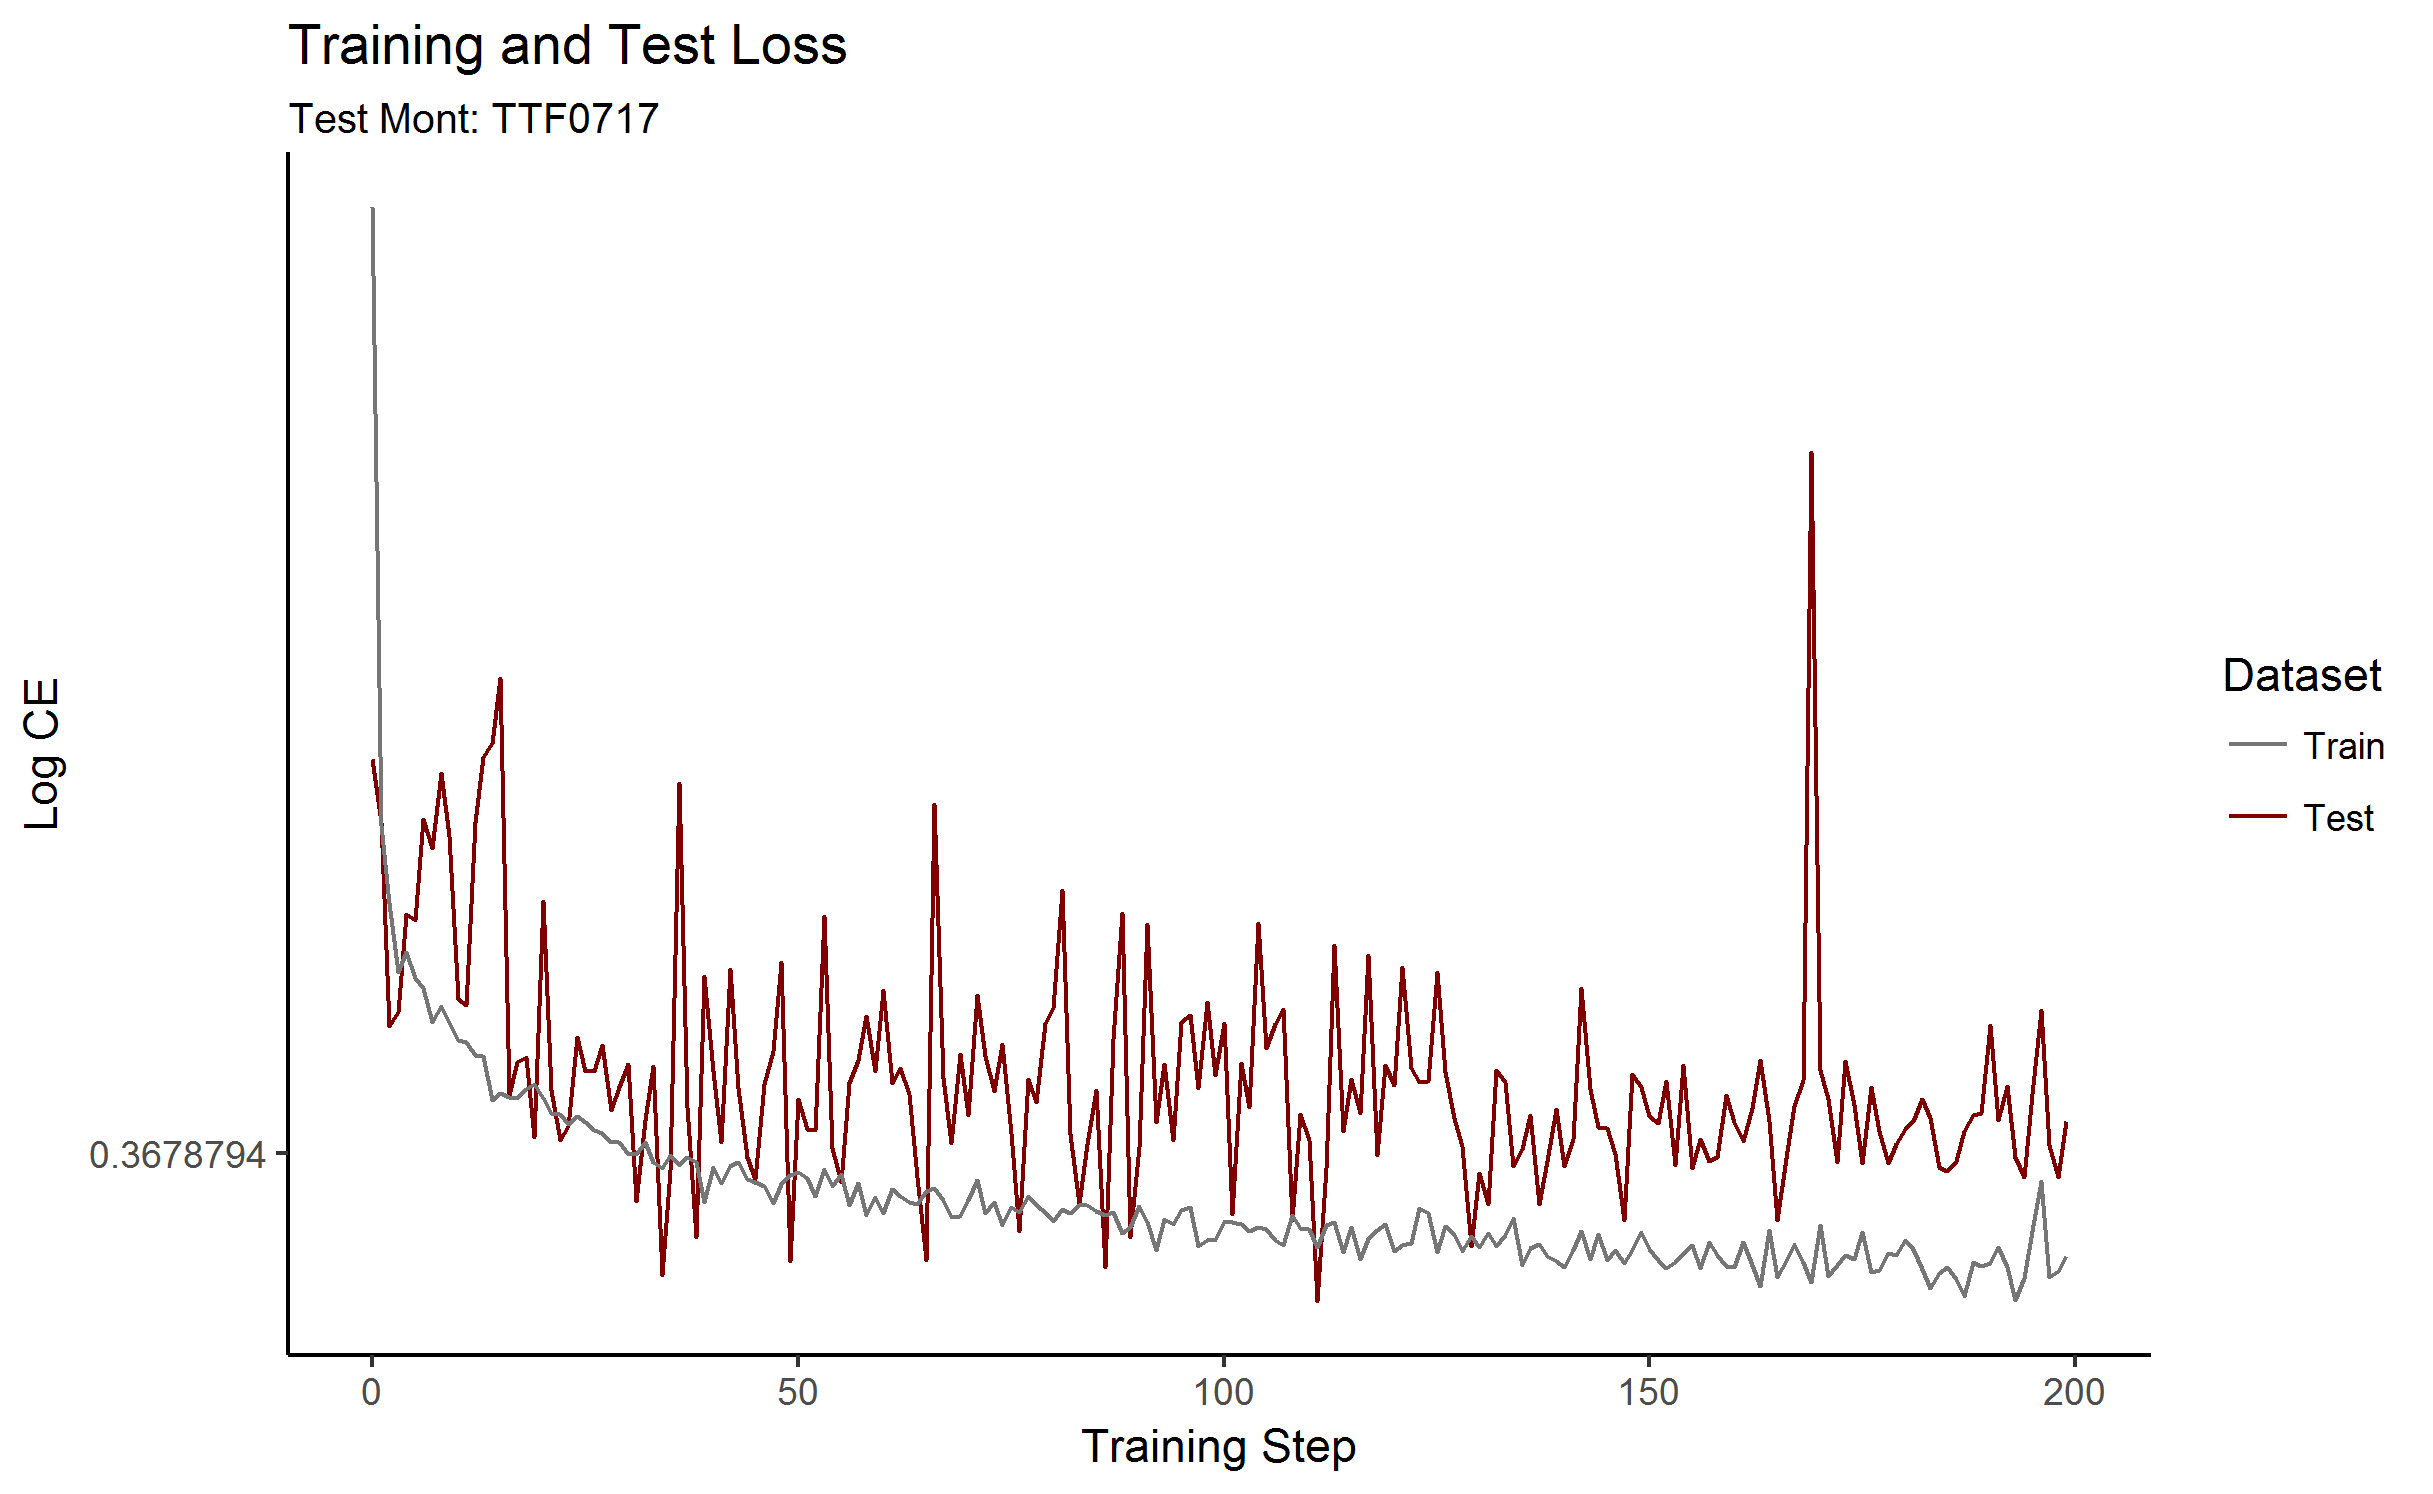 Training and Test Loss
Test Mont: TTF0717
Log CE
0.3678794
0 50 100 150 200
Training Step
Dataset
Train
Test